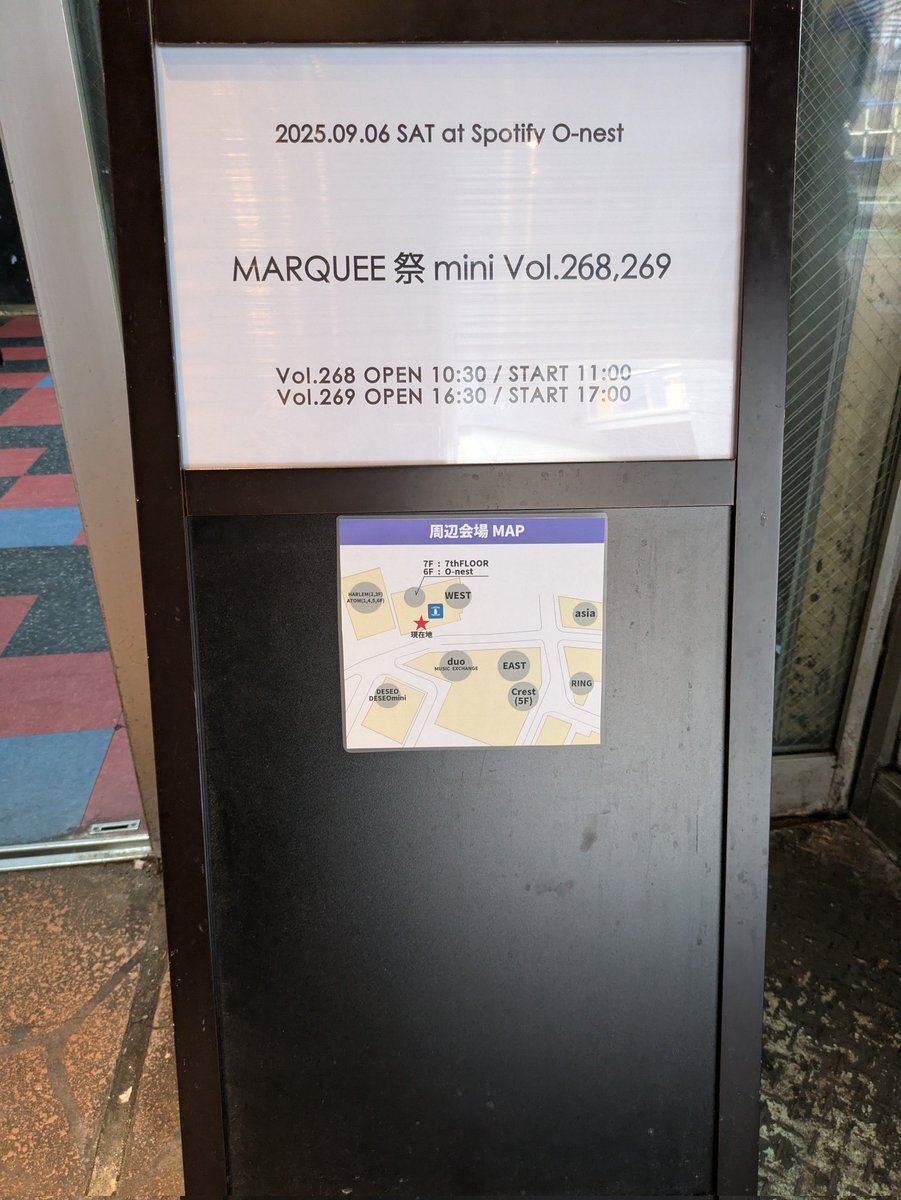 2025.09.06 SAT at Spotify O-nest
MARQUEE 祭 mini Vol.268,269
Vol.268 OPEN 10:30 / START 11:00
Vol.269 OPEN 16:30 / START 17:00
周辺会場 MAP
7F : 7thFLOOR
6F : O-nest
HARLEM(2,3F)
ATOM(1,4,5,6F)
WEST
asia
現在地
duo
MUSIC EXCHANGE
EAST
DESEO
DESEOmini
Crest
(5F)
RING